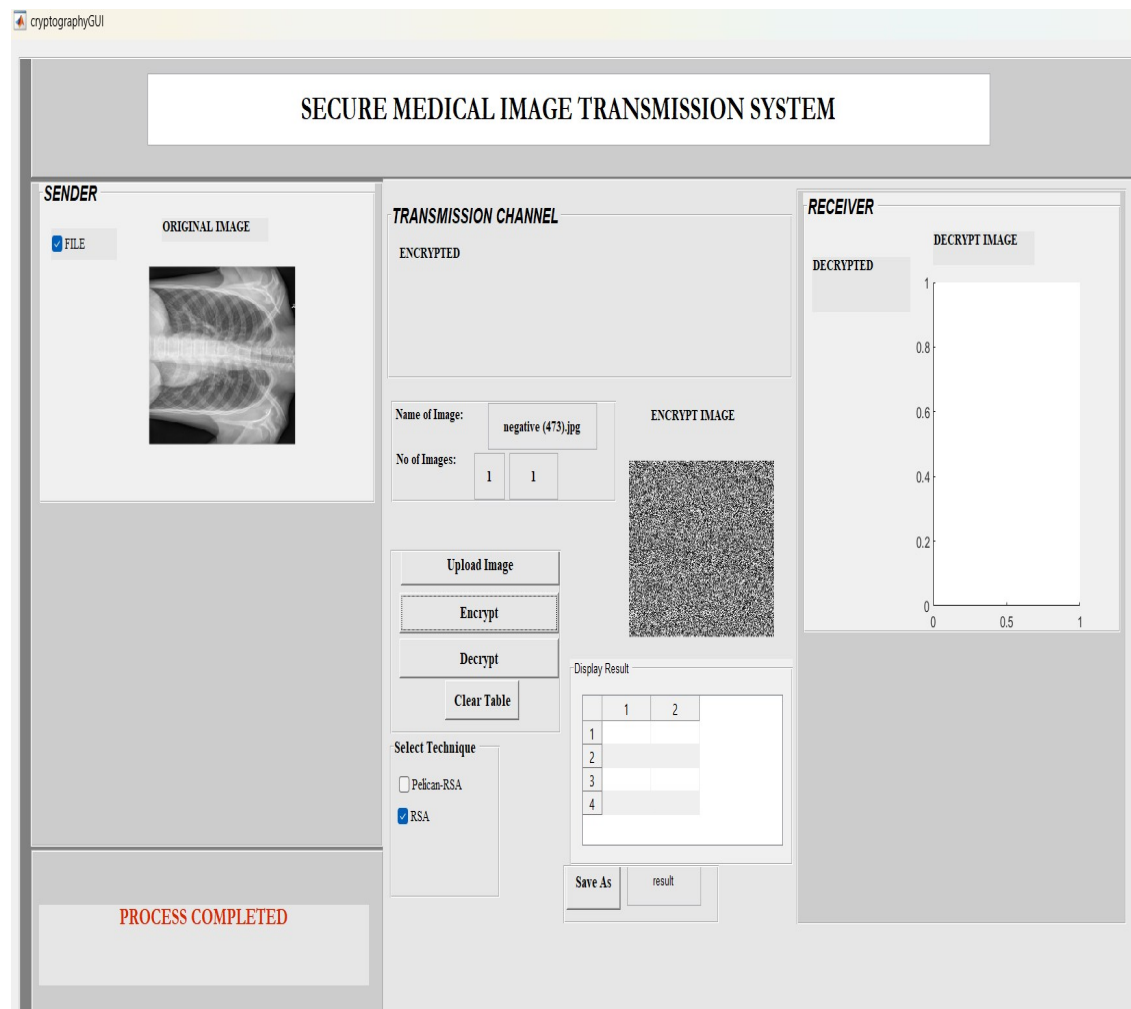 cryptographyGUI
SECURE MEDICAL IMAGE TRANSMISSION SYSTEM
SENDER
FILE
ORIGINAL IMAGE
TRANSMISSION CHANNEL
ENCRYPTED
Name of Image:
negative (473).jpg
No of Images:
1 1
ENCRYPT IMAGE
Upload Image
Encrypt
Decrypt
Clear Table
Select Technique
Pelican-RSA
RSA
Display Result
1 2
1
2
3
4
Save As
result
RECEIVER
DECRYPT IMAGE
DECRYPTED
1
0.8
0.6
0.4
0.2
0
0 0.5 1
PROCESS COMPLETED